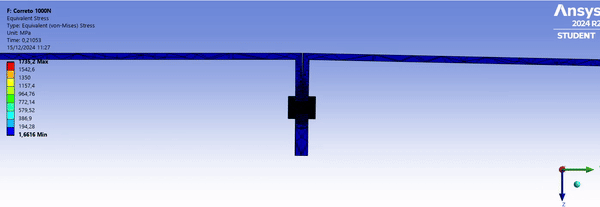 F: Correto 1000N
Equivalent Stress
Type: Equivalent (von-Mises) Stress
Unit: MPa
Time: 0,21053
15/12/2024 11:27
1735,2 Max
1542,6
1350
1157,4
964,76
772,14
579,52
386,9
194,28
1,6616 Min
Ansys
2024 R2
STUDENT
Z